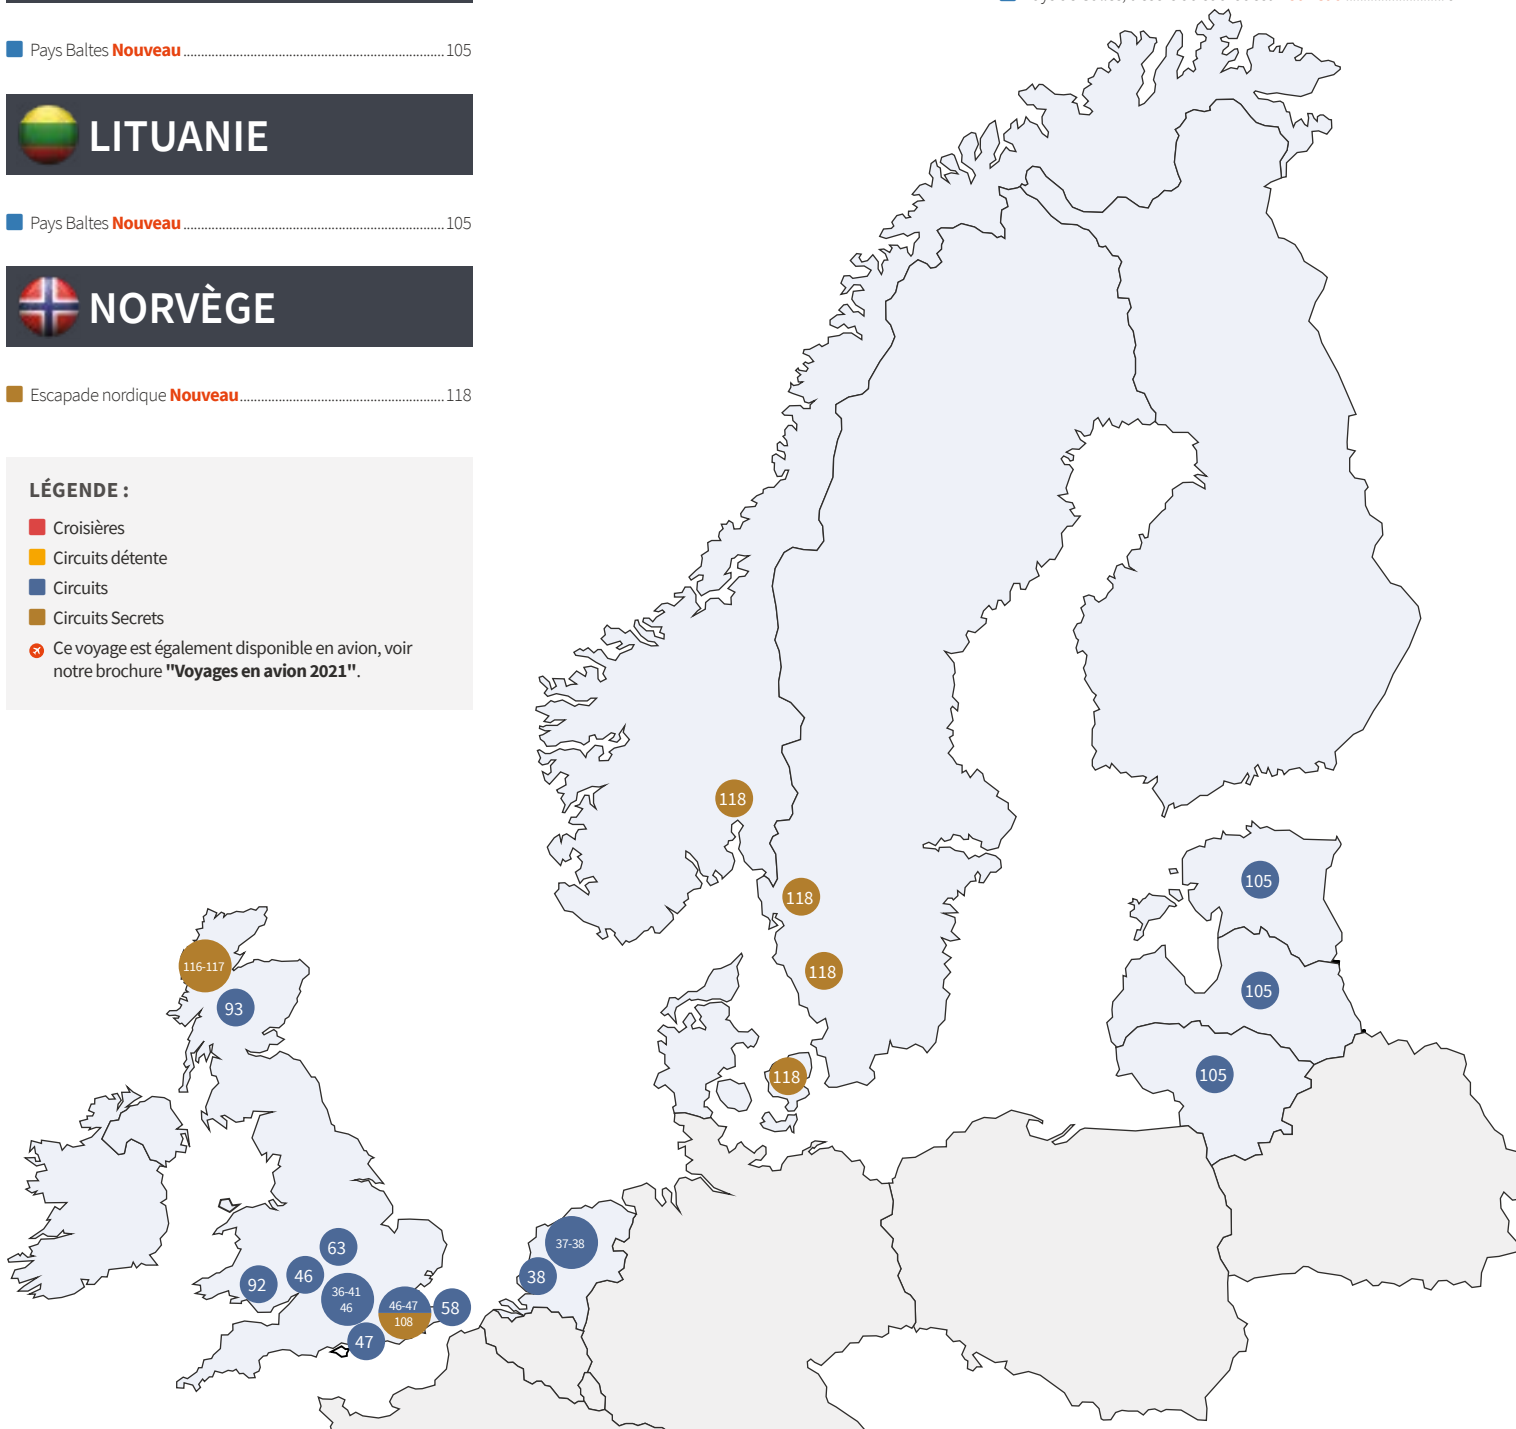 Pays Baltes Nouveau ........ 105
LITUANIE
Pays Baltes Nouveau ........ 105
NORVÈGE
Escapade nordique Nouveau ........ 118
LÉGENDE :
Croisières
Circuits détente
Circuits
Circuits Secrets
Ce voyage est également disponible en avion, voir
notre brochure "Voyages en avion 2021".
118
118
118
118
105
105
105
116-117
93
63
92
46
36-41
46
46-47
108
58
47
37-38
38